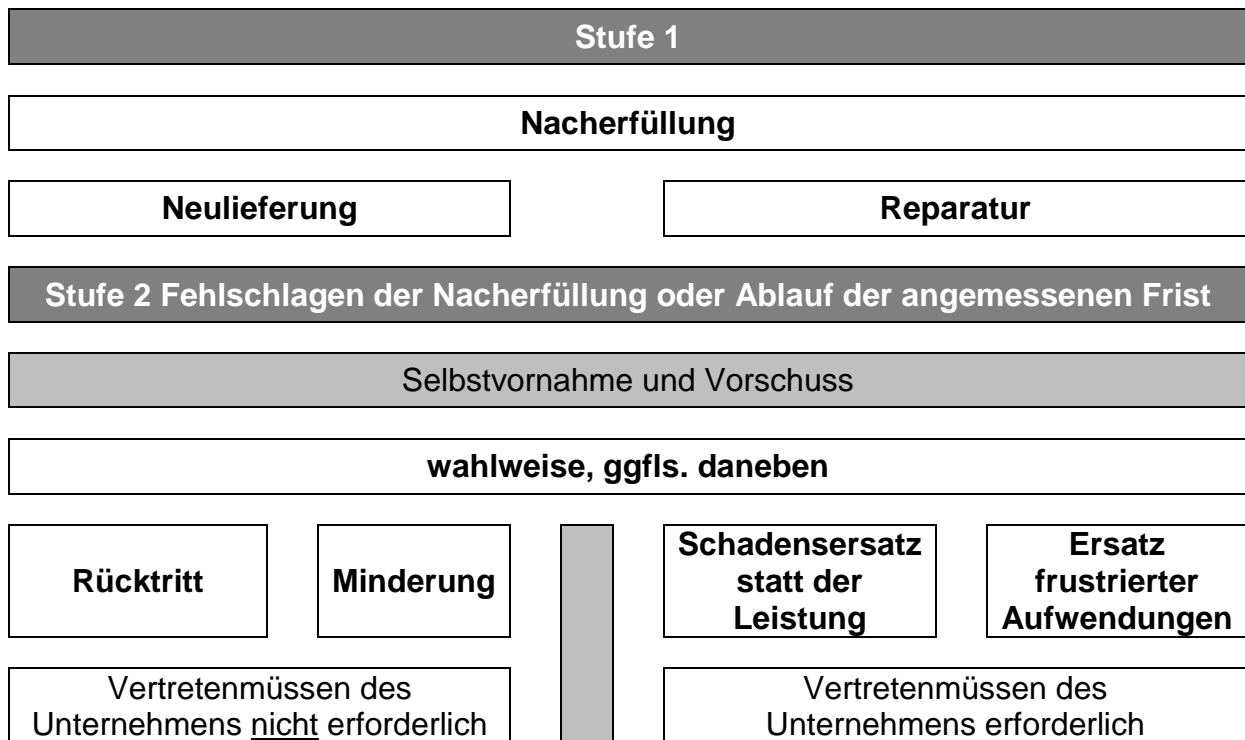 Stufe 1
Nacherfüllung
Neulieferung
Reparatur
Stufe 2 Fehlschlagen der Nacherfüllung oder Ablauf der angemessenen Frist
Selbstvornahme und Vorschuss
wahlweise, ggfls. daneben
Rücktritt
Minderung
Schadensersatz
statt der
Leistung
Ersatz
frustrierter
Aufwendungen
Vertretenmüssen des
Unternehmens nicht erforderlich
Vertretenmüssen des
Unternehmens erforderlich